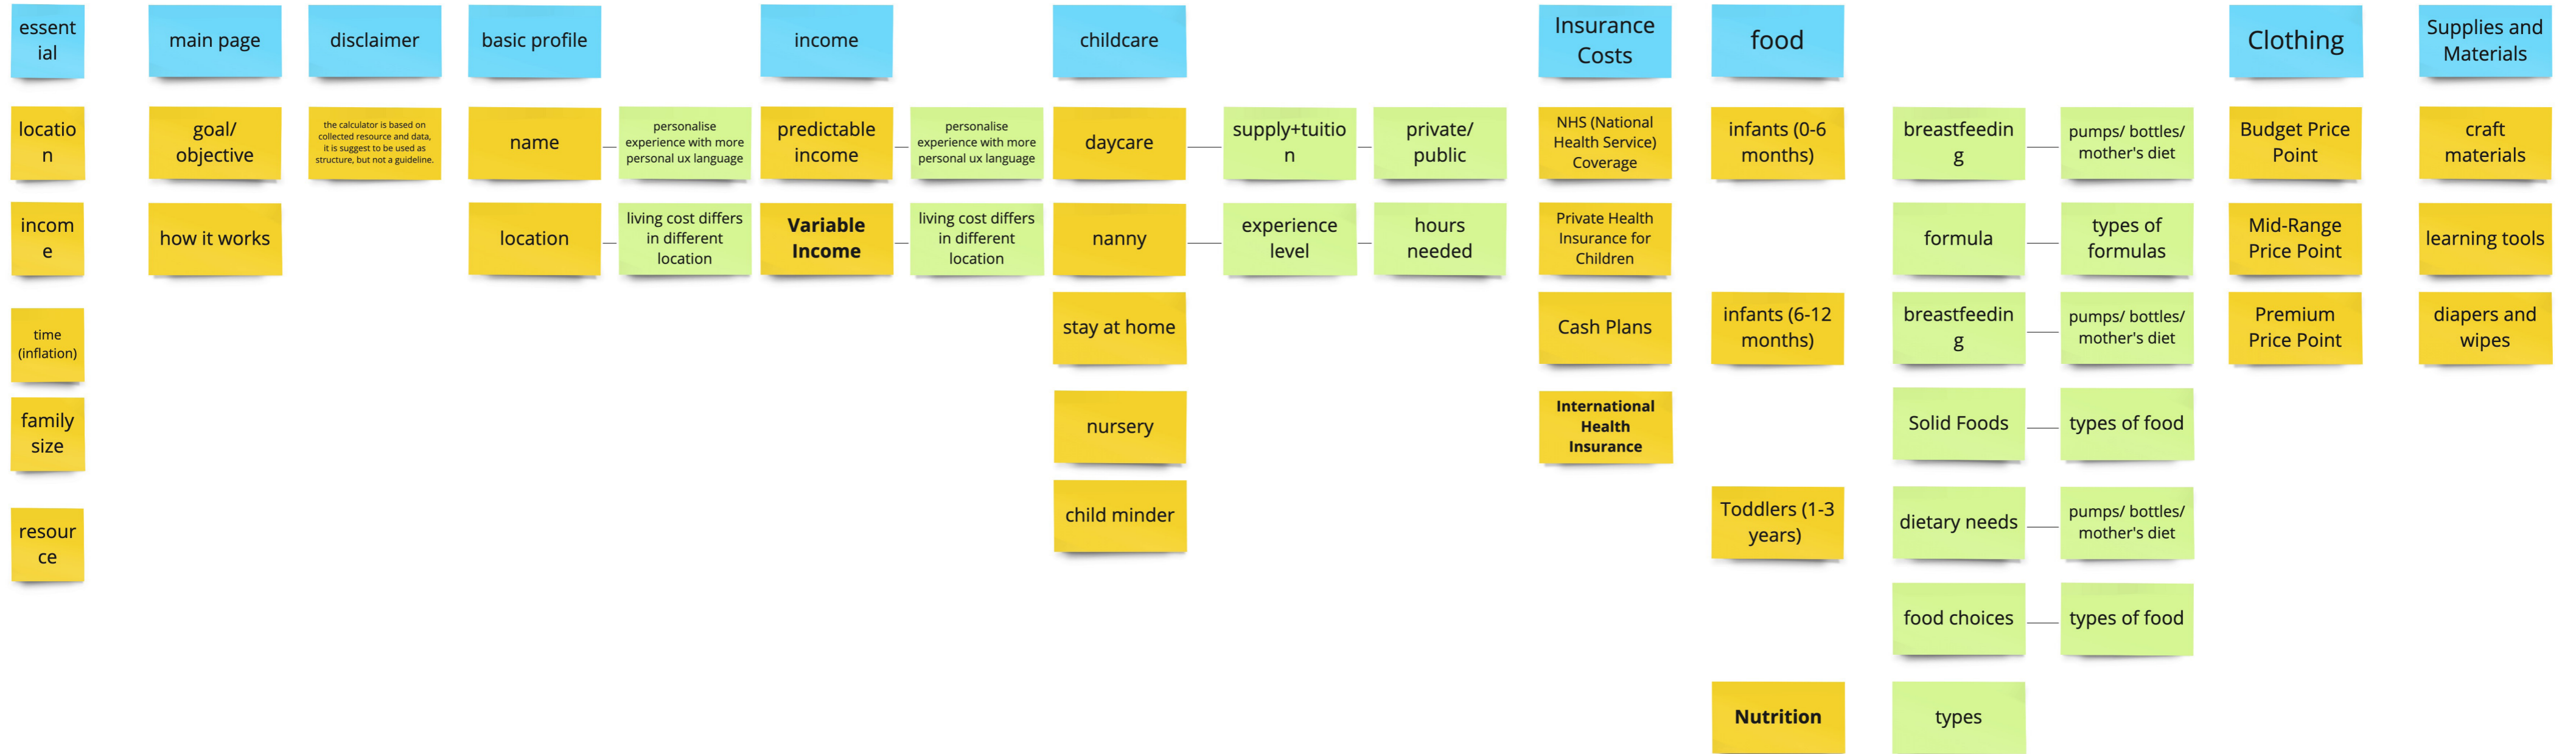 essent
ial
main page
disclaimer
basic profile
income
childcare
Insurance
Costs
food
Clothing
Supplies and
Materials
locatio
n
goal/
objective
the calculator is based on
collected resource and data,
it is suggest to be used as
structure, but not a guideline.
name
personalise
experience with more
personal ux language
predictable
income
personalise
experience with more
personal ux language
daycare
supply+tuitio
n
private/
public
NHS (National
Health Service)
Coverage
infants (0-6
months)
breastfeedin
g
pumps/ bottles/
mother's diet
Budget Price
Point
craft
materials
incom
e
how it works
location
living cost differs
in different
location
Variable
Income
living cost differs
in different
location
nanny
experience
level
hours
needed
Private Health
Insurance for
Children
formula
types of
formulas
Mid-Range
Price Point
learning tools
time
(inflation)
stay at home
Cash Plans
infants (6-12
months)
breastfeedin
g
pumps/ bottles/
mother's diet
Premium
Price Point
diapers and
wipes
family
size
nursery
International
Health
Insurance
Solid Foods
types of food
resour
ce
child minder
Toddlers (1-3
years)
dietary needs
pumps/ bottles/
mother's diet
food choices
types of food
Nutrition
types